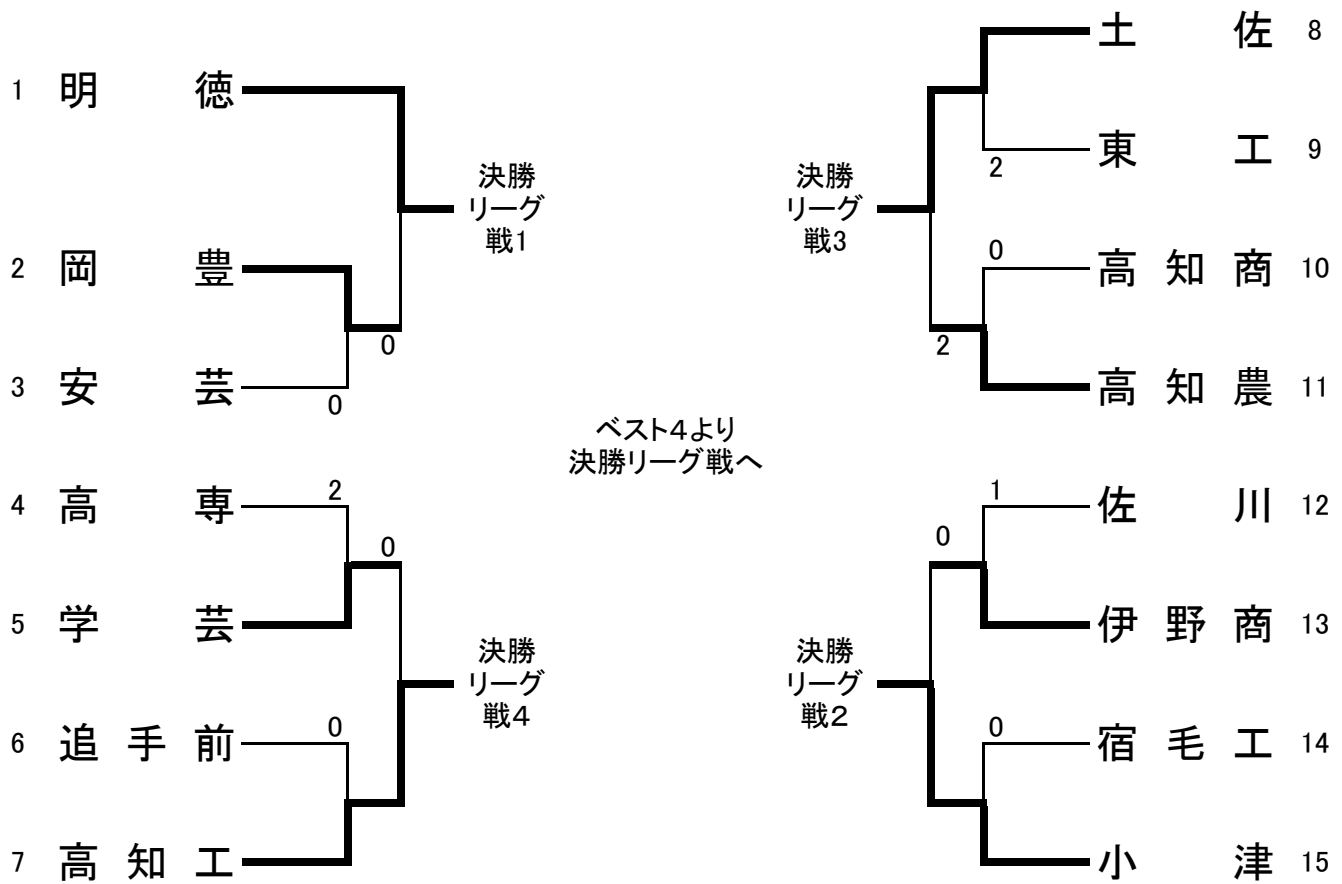 1 明徳
2 岡豊
0
3 安芸
0
決勝
リーグ
戦1
4 高専
2
0
5 学芸
6 追手前
0
7 高知工
決勝
リーグ
戦4
ベスト4より
決勝リーグ戦へ
土佐 8
東工 9
2
決勝
リーグ
戦3
0
高知商 10
2
高知農 11
1
佐川 12
0
伊野商 13
決勝
リーグ
戦2
0
宿毛工 14
小津 15